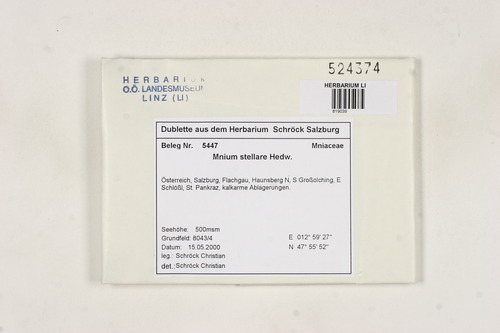 524374
HERBARIUM
O.Ö. LANDESMUSEUM
LINZ (LI)
HERBARIUM LI
Dublette aus dem Herbarium Schröck Salzburg
Beleg Nr. 5447 Mniaceae
Mnium stellare Hedw.
Österreich, Salzburg, Flachgau, Haunsberg N, S Großolching, E
Schlößl, St. Pankraz, kalkarme Ablagerungen
Seehöhe: 500msm E 012° 59' 27''
Grundfeld: 8043/4 N 47° 55' 52''
Datum: 15.05.2000
leg.: Schröck Christian
det.: Schröck Christian